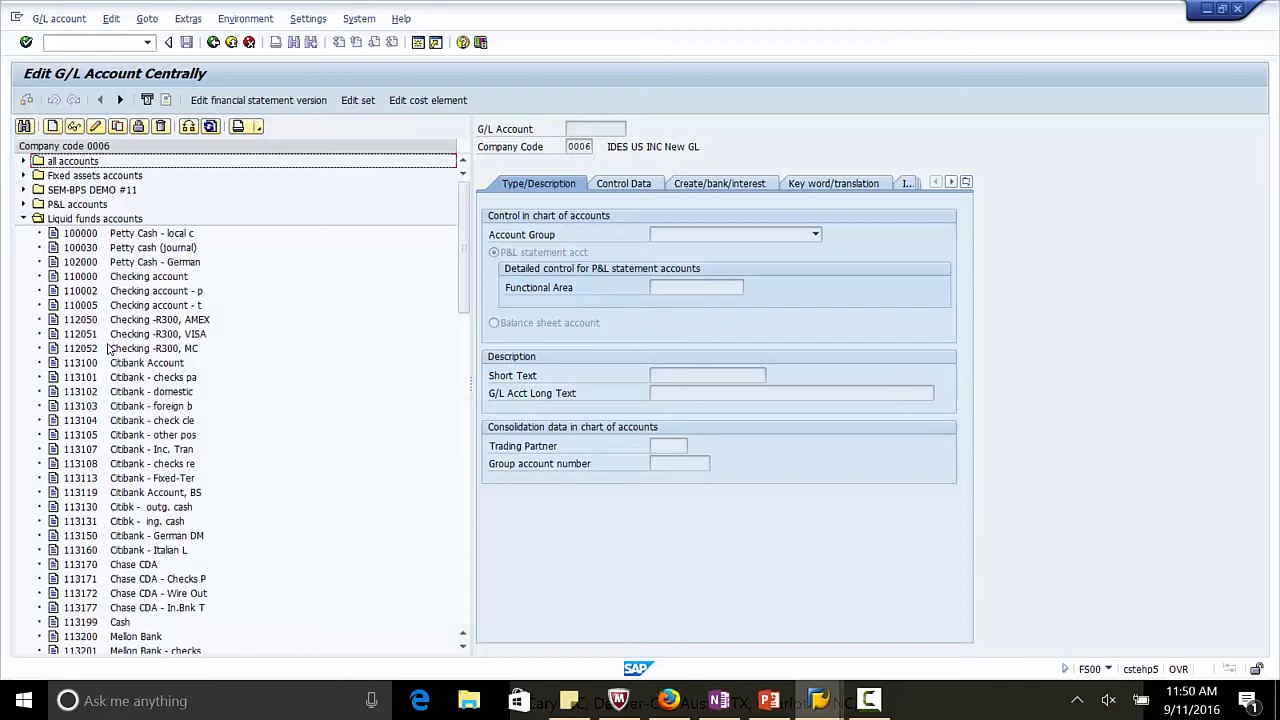 G/L account Edit Goto Extras Environment Settings System Help
Edit G/L Account Centrally
Edit financial statement version Edit set Edit cost element
Company code 0006
all accounts
Fixed assets accounts
SEM-BPS DEMO #11
P&L accounts
Liquid funds accounts
100000 Petty Cash - local c
100030 Petty cash (journal)
102000 Petty Cash - German
110000 Checking account
110002 Checking account - p
110005 Checking account - t
112050 Checking -R300, AMEX
112051 Checking -R300, VISA
112052 Checking -R300, MC
113100 Citibank Account
113101 Citibank - checks pa
113102 Citibank - domestic
113103 Citibank - foreign b
113104 Citibank - check cle
113105 Citibank - other pos
113107 Citibank - Inc. Tran
113108 Citibank - checks re
113113 Citibank - Fixed-Ter
113119 Citibank Account, BS
113130 Citibk - outg. cash
113131 Citibk - ing. cash
113150 Citibank - German DM
113160 Citibank - Italian L
113170 Chase CDA
113171 Chase CDA - Checks P
113172 Chase CDA - Wire Out
113177 Chase CDA - In.Bnk T
113199 Cash
113200 Mellon Bank
113201 Mellon Bank - checks
G/L Account
Company Code 0006 IDES US INC New GL
Type/Description Control Data Create/bank/interest Key word/translation I...
Control in chart of accounts
Account Group
P&L statement acct
Detailed control for P&L statement accounts
Functional Area
Balance sheet account
Description
Short Text
G/L Acct Long Text
Consolidation data in chart of accounts
Trading Partner
Group account number
SAP
FS00 cstehp5 OVR
Ask me anything
11:50 AM
9/11/2016